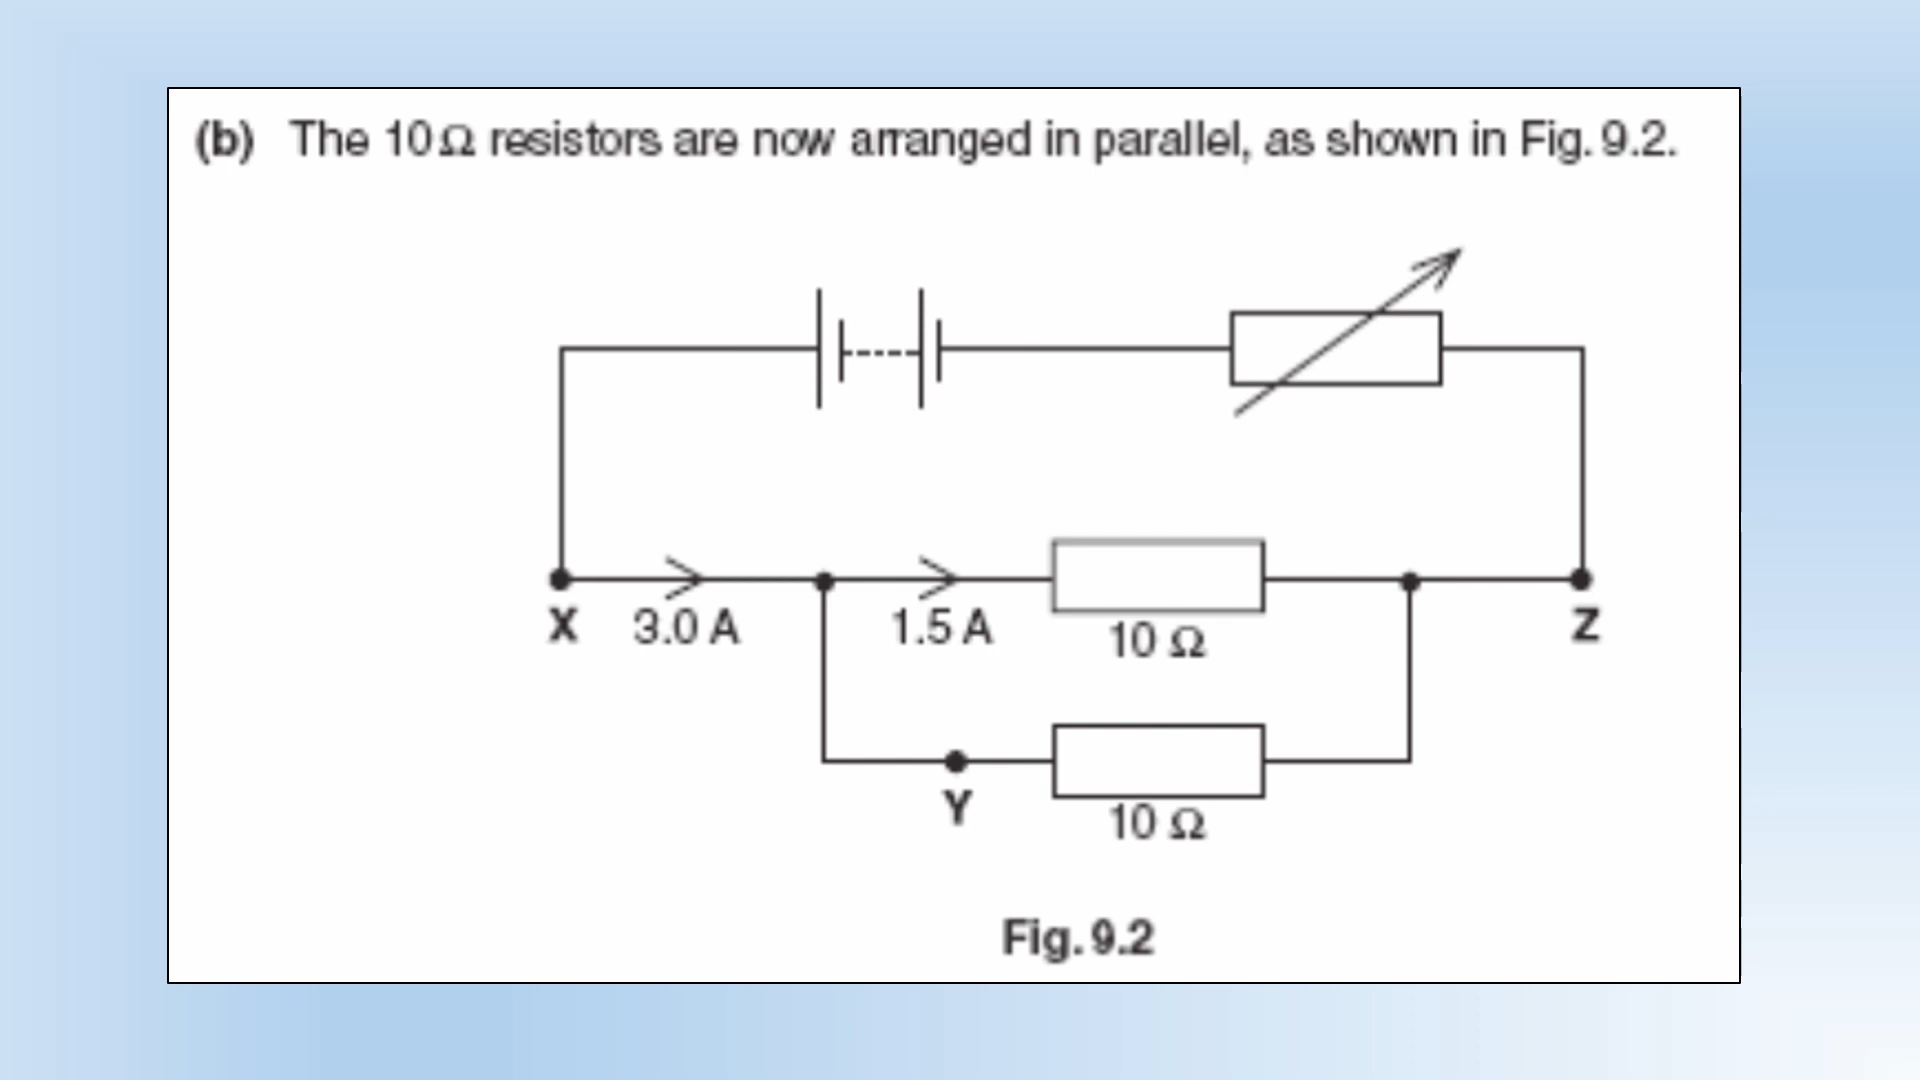 (b) The 10 Ω resistors are now arranged in parallel, as shown in Fig. 9.2.
X 3.0 A 1.5 A 10 Ω Z
Y 10 Ω
Fig. 9.2